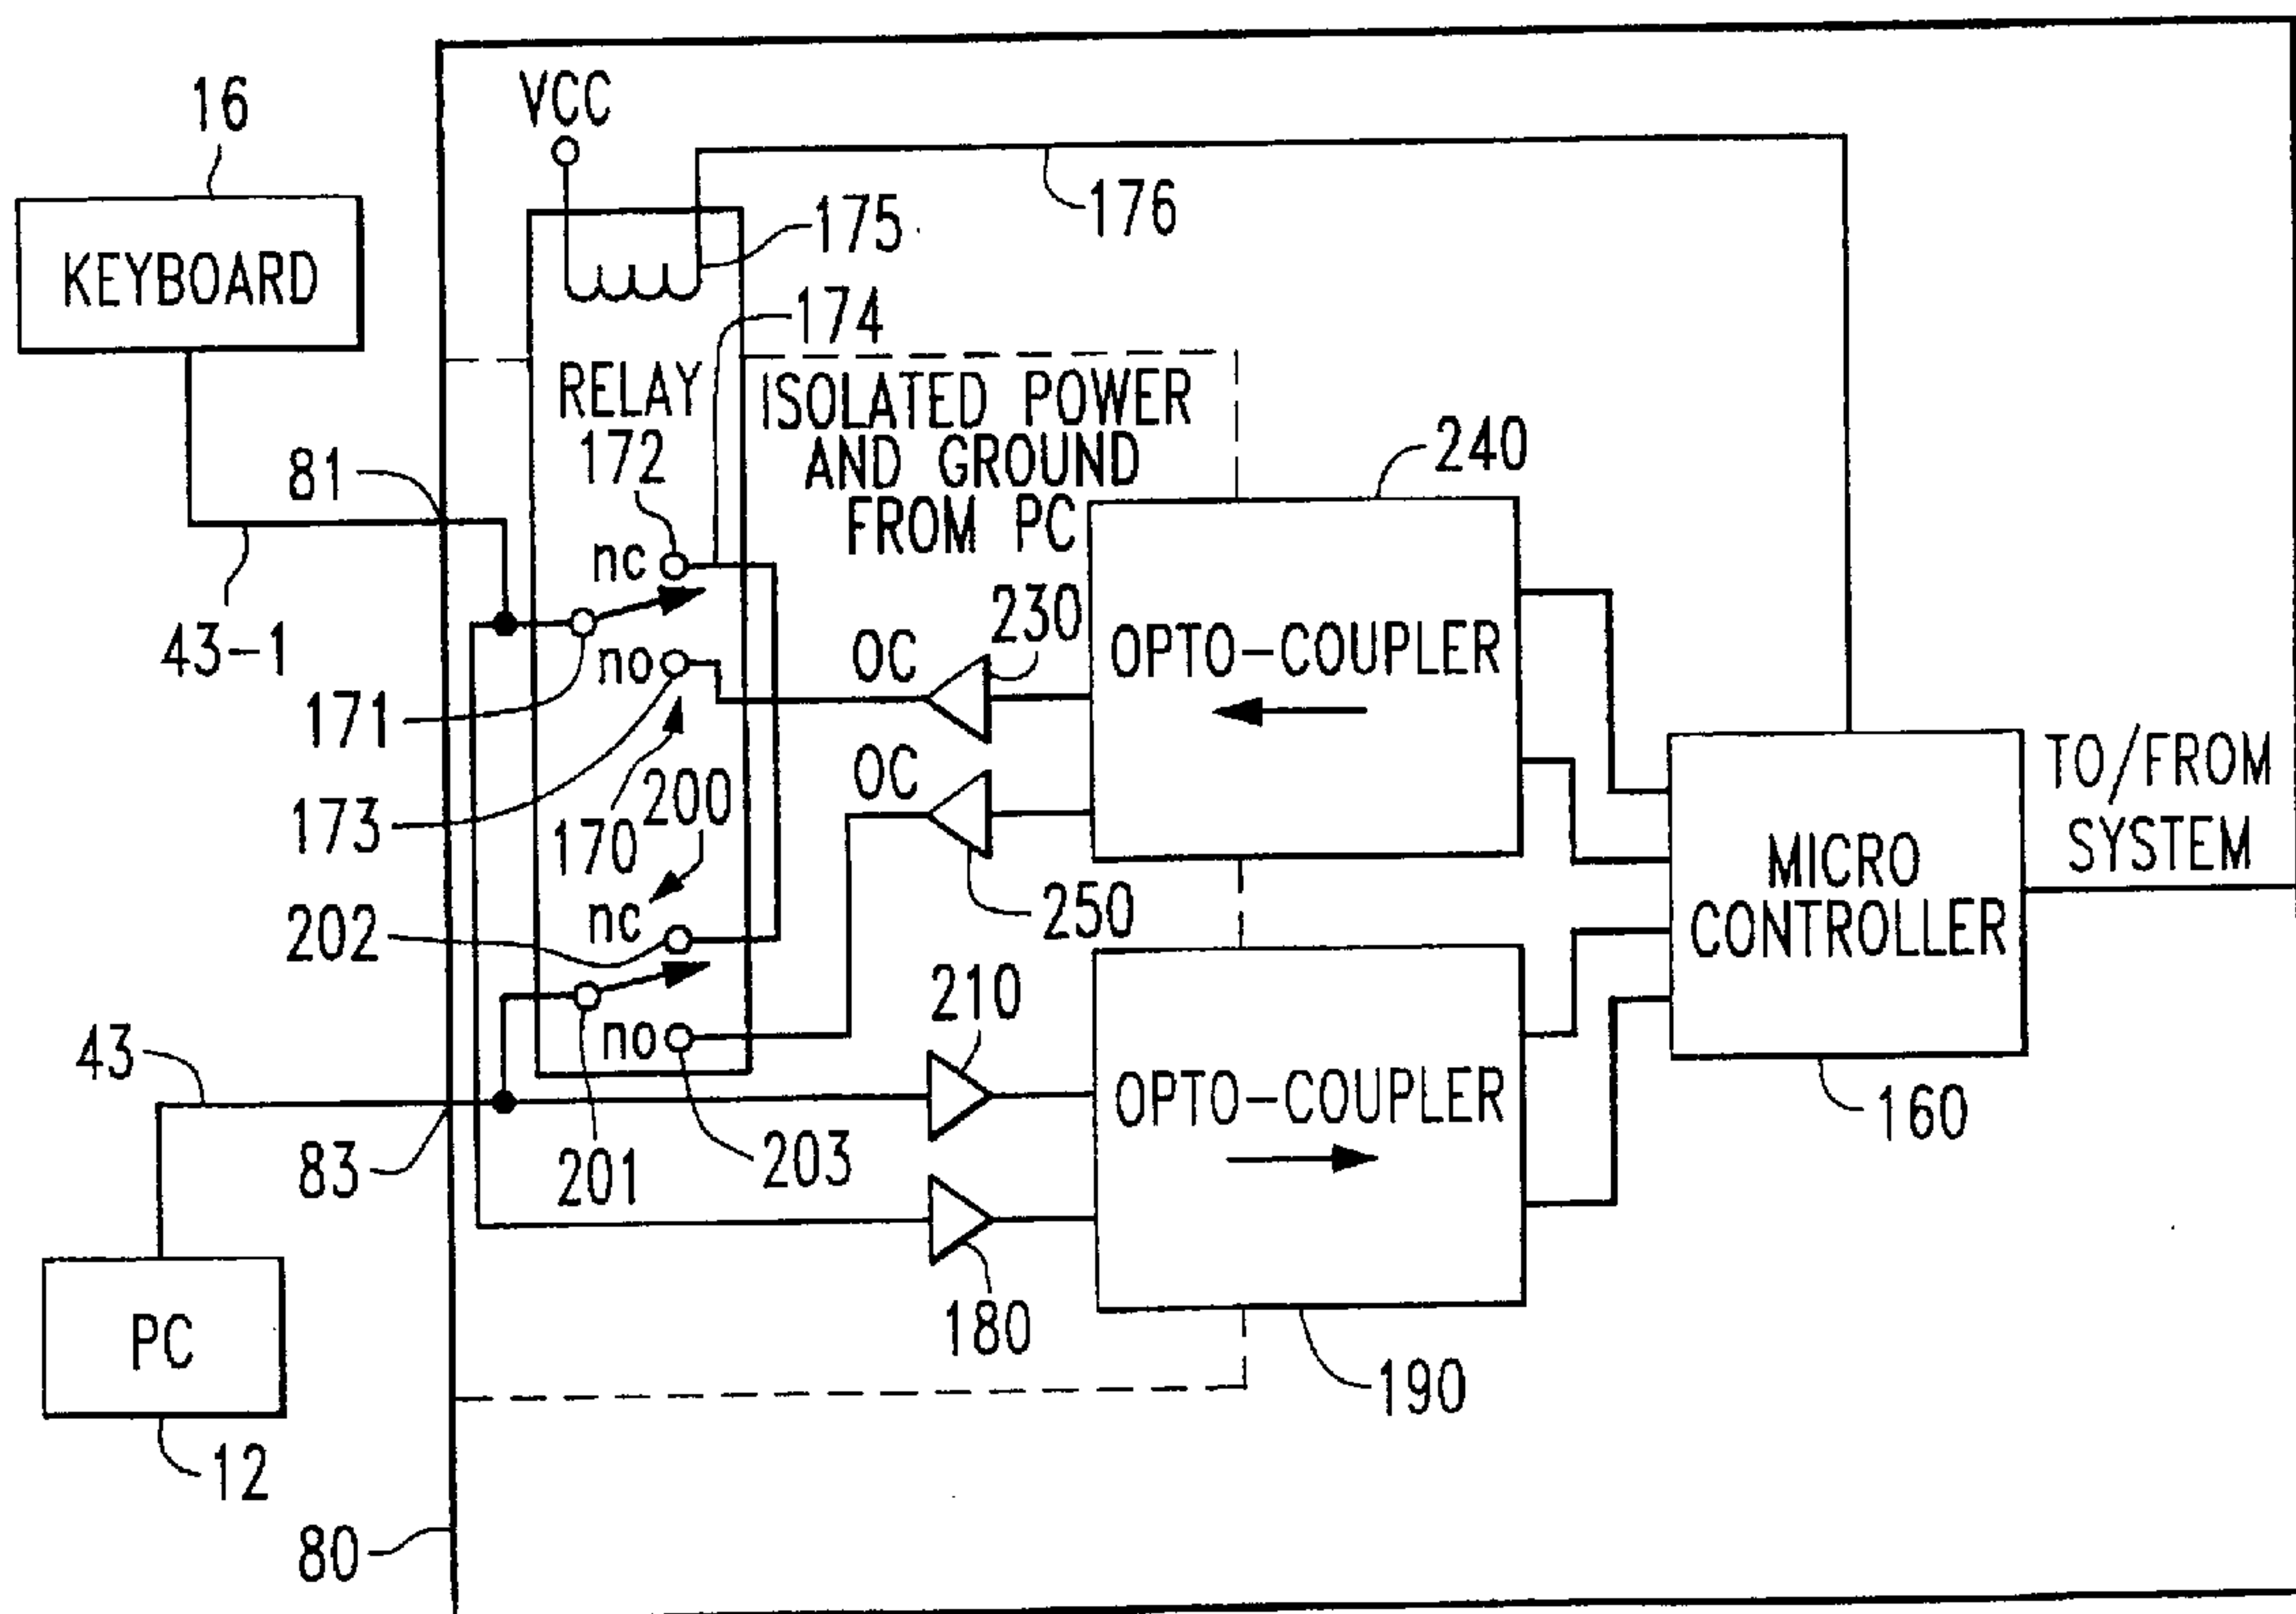 16
VCC
KEYBOARD
175
176
174
RELAY
ISOLATED POWER
AND GROUND
FROM PC
172
81
240
nc
43-1
no
OC
230
OPTO-COUPLER
171
173
170
200
OC
250
TO/FROM
SYSTEM
MICRO
CONTROLLER
nc
202
210
43
no
OPTO-COUPLER
160
83
201
203
180
PC
190
12
80